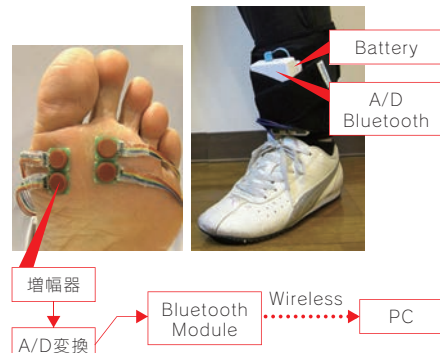 Battery
A/D
Bluetooth
増幅器
A/D変換
Bluetooth
Module
Wireless
PC